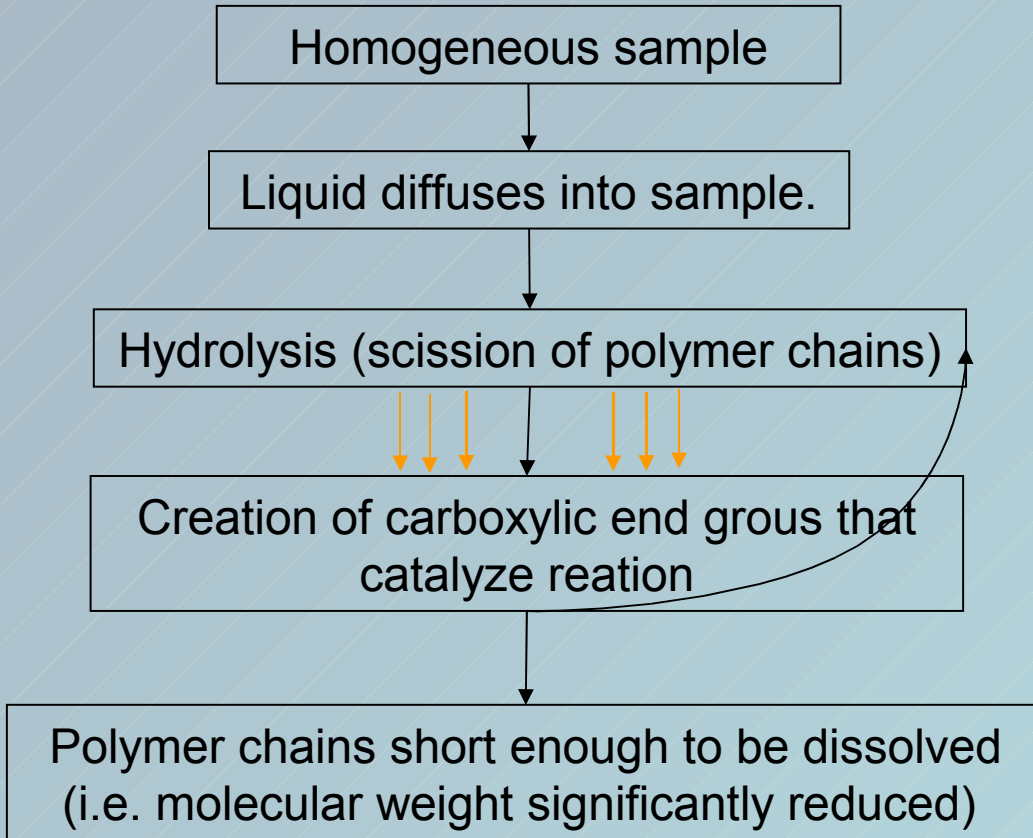 Homogeneous sample
Liquid diffuses into sample.
Hydrolysis (scission of polymer chains)
Creation of carboxylic end grous that
catalyze reation
Polymer chains short enough to be dissolved
(i.e. molecular weight significantly reduced)